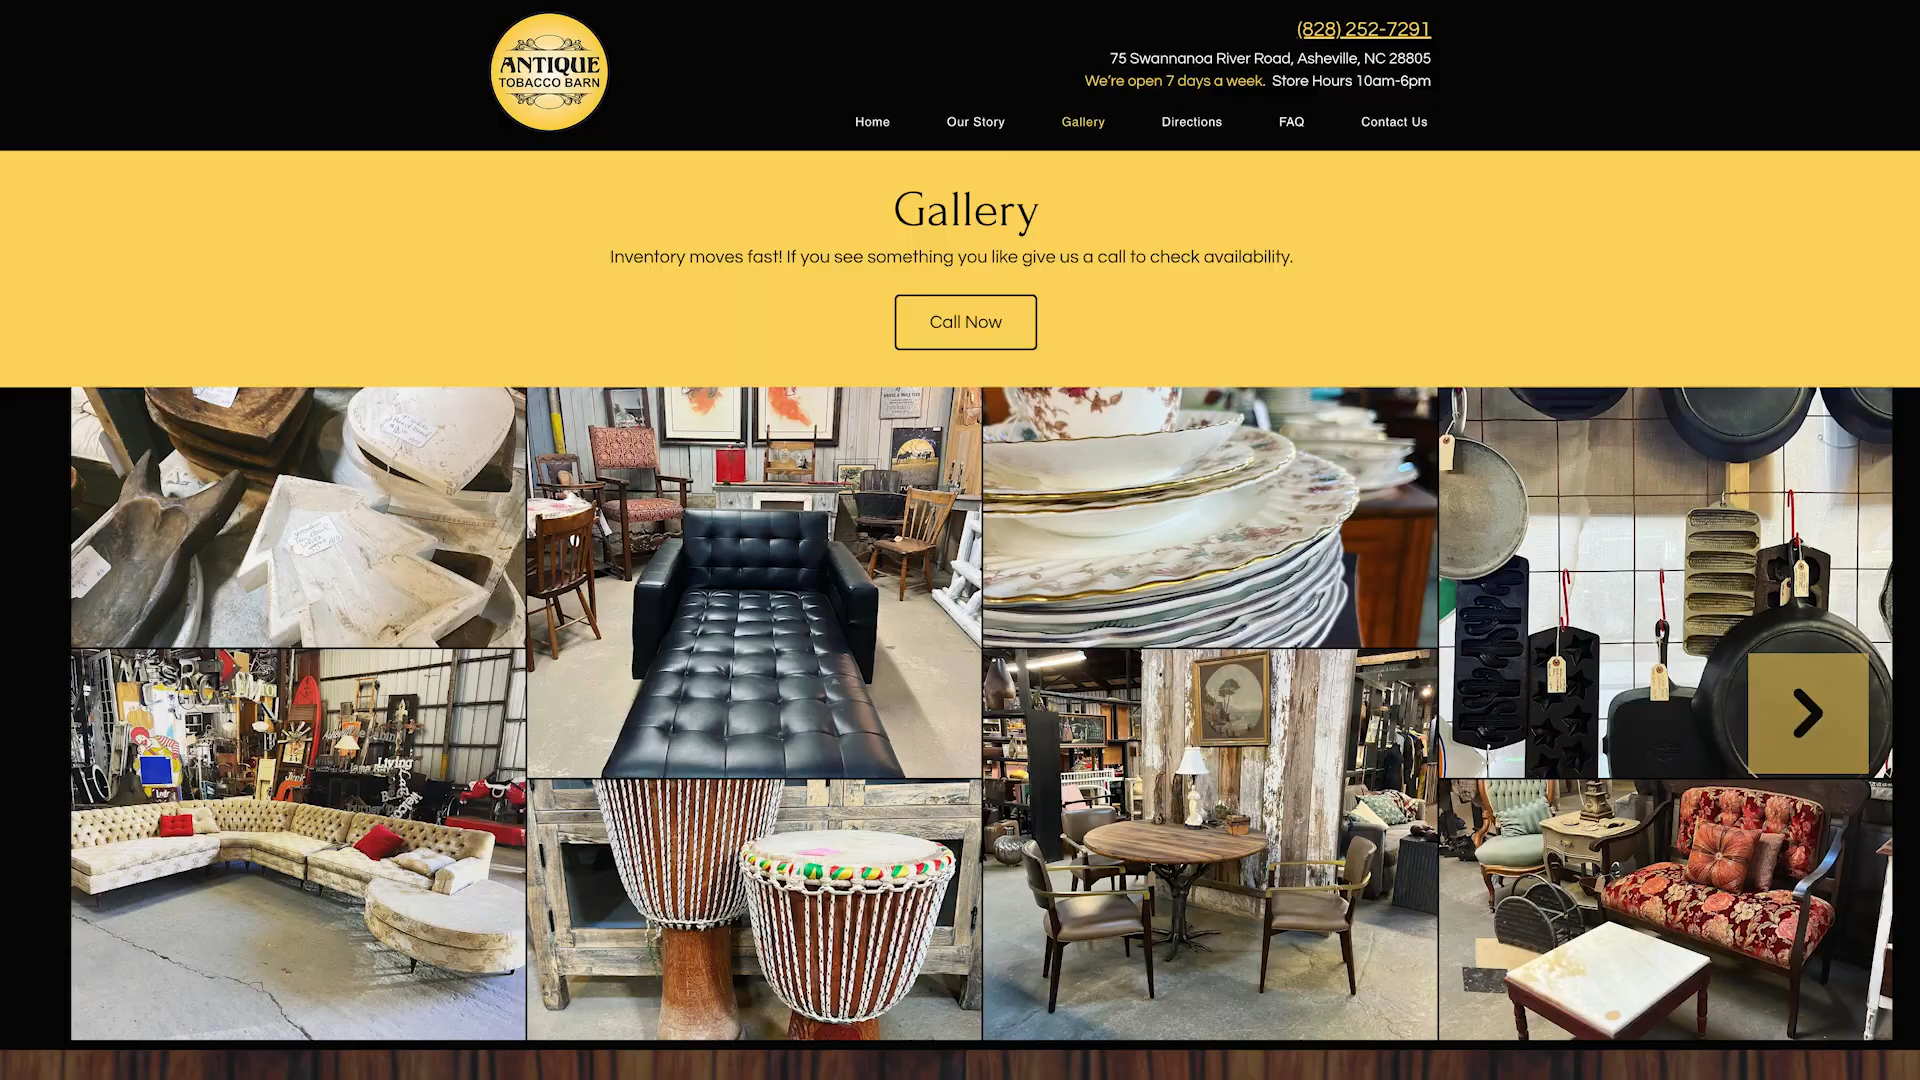 ANTIQUE
TOBACCO BARN
(828) 252-7291
75 Swannanoa River Road, Asheville, NC 28805
We're open 7 days a week. Store Hours 10am-6pm
Home
Our Story
Gallery
Directions
FAQ
Contact Us
Gallery
Inventory moves fast! If you see something you like give us a call to check availability.
Call Now
Living